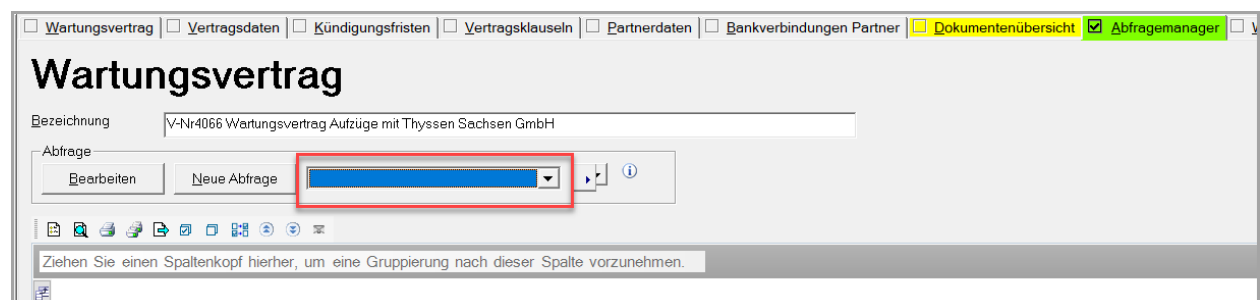 Wartungsvertrag Vertragsdaten Kündigungsfristen Vertragsklauseln Partnerdaten Bankverbindungen Partner Dokumentenübersicht Abfragemanager
Wartungsvertrag
Bezeichnung V-Nr4066 Wartungsvertrag Aufzüge mit Thyssen Sachsen GmbH
Abfrage
Bearbeiten Neue Abfrage
Ziehen Sie einen Spaltenkopf hierher, um eine Gruppierung nach dieser Spalte vorzunehmen.